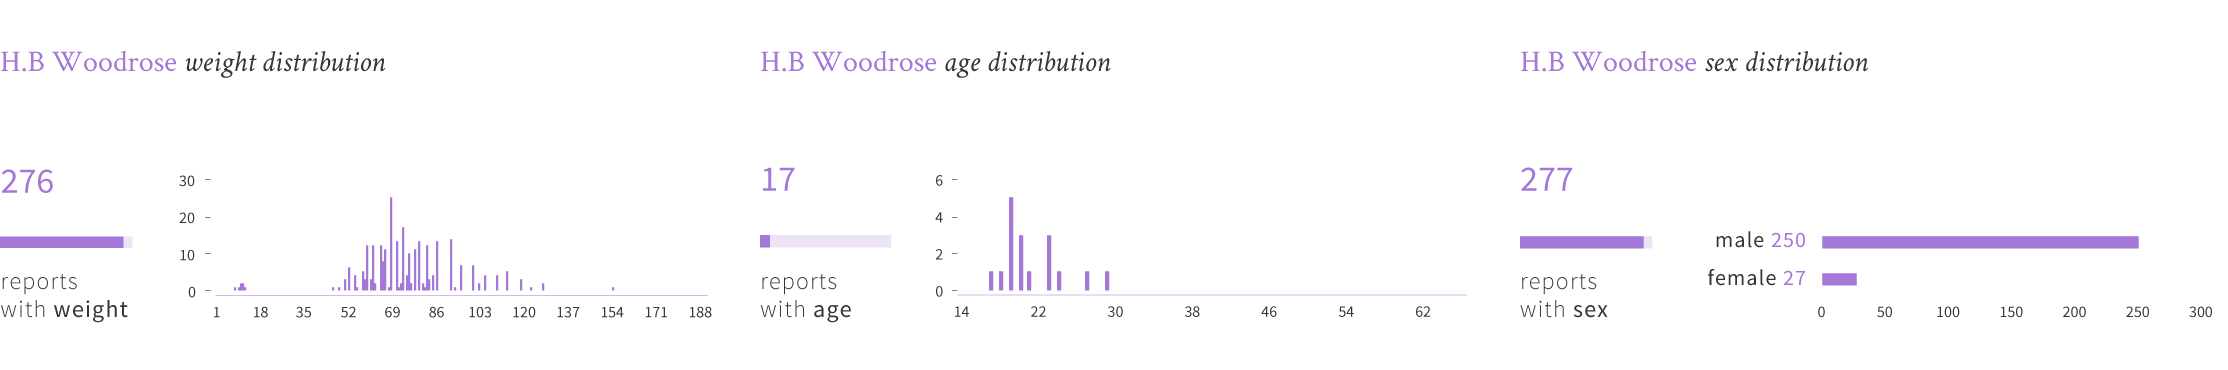 H.B Woodrose weight distribution
276
reports
with weight
30
20
10
0
1 18 35 52 69 86 103 120 137 154 171 188
H.B Woodrose age distribution
17
reports
with age
6
4
2
0
14 22 30 38 46 54 62
H.B Woodrose sex distribution
277
reports
with sex
male 250
female 27
0 50 100 150 200 250 300